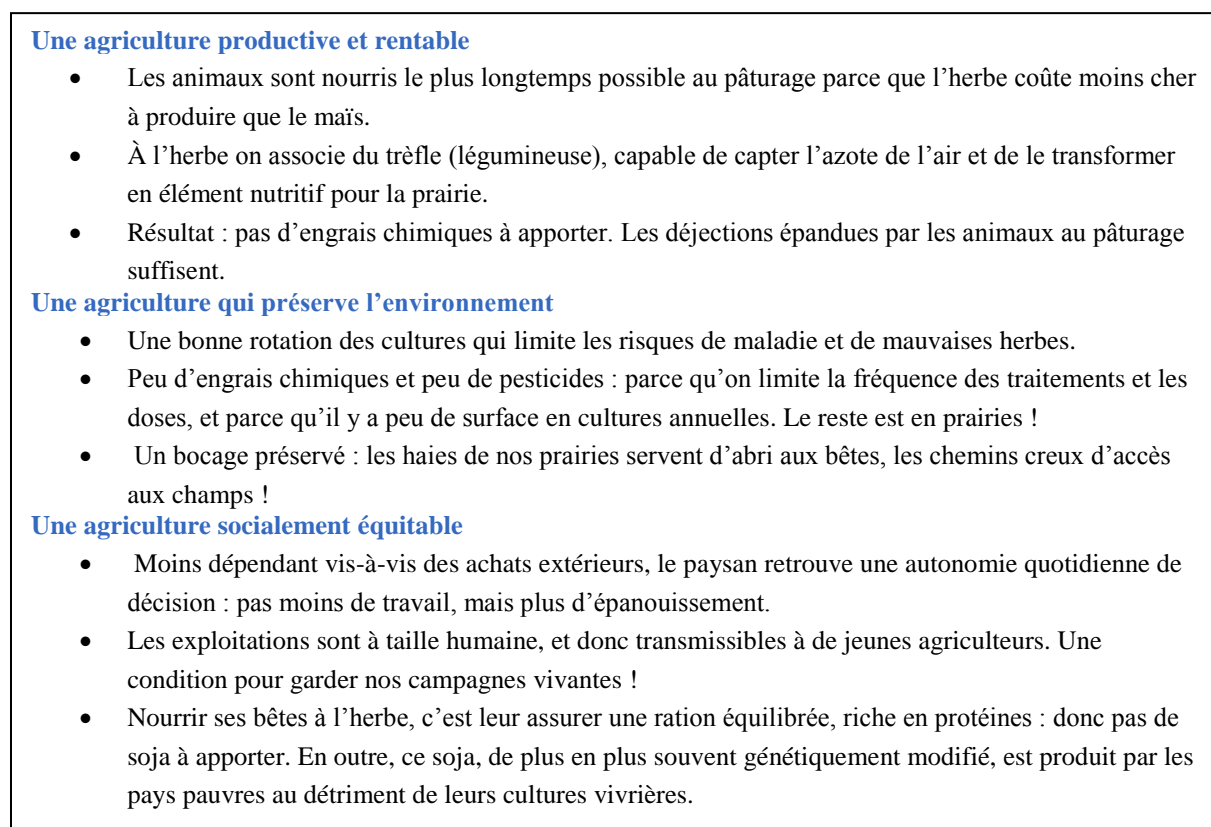 Une agriculture productive et rentable
• Les animaux sont nourris le plus longtemps possible au pâturage parce que l’herbe coûte moins cher
à produire que le maïs.
• À l’herbe on associe du trèfle (légumineuse), capable de capter l’azote de l’air et de le transformer
en élément nutritif pour la prairie.
• Résultat : pas d’engrais chimiques à apporter. Les déjections épandues par les animaux au pâturage
suffisent.
Une agriculture qui préserve l’environnement
• Une bonne rotation des cultures qui limite les risques de maladie et de mauvaises herbes.
• Peu d’engrais chimiques et peu de pesticides : parce qu’on limite la fréquence des traitements et les
doses, et parce qu’il y a peu de surface en cultures annuelles. Le reste est en prairies !
• Un bocage préservé : les haies de nos prairies servent d’abri aux bêtes, les chemins creux d’accès
aux champs !
Une agriculture socialement équitable
• Moins dépendant vis-à-vis des achats extérieurs, le paysan retrouve une autonomie quotidienne de
décision : pas moins de travail, mais plus d’épanouissement.
• Les exploitations sont à taille humaine, et donc transmissibles à de jeunes agriculteurs. Une
condition pour garder nos campagnes vivantes !
• Nourrir ses bêtes à l’herbe, c’est leur assurer une ration équilibrée, riche en protéines : donc pas de
soja à apporter. En outre, ce soja, de plus en plus souvent génétiquement modifié, est produit par les
pays pauvres au détriment de leurs cultures vivrières.